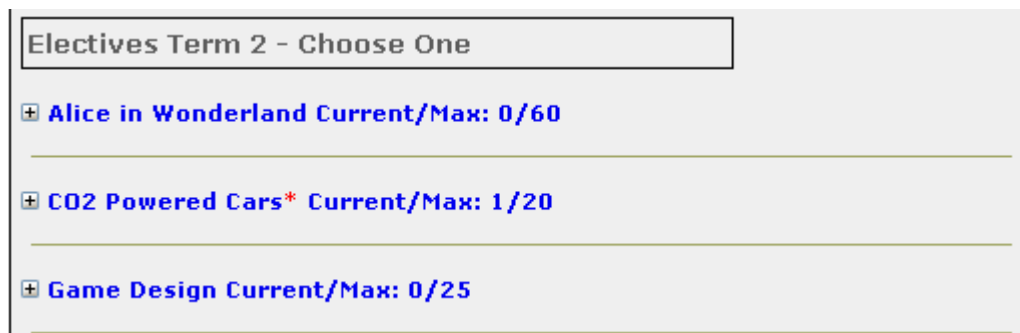 Electives Term 2 - Choose One
Alice in Wonderland Current/Max: 0/60
CO2 Powered Cars* Current/Max: 1/20
Game Design Current/Max: 0/25